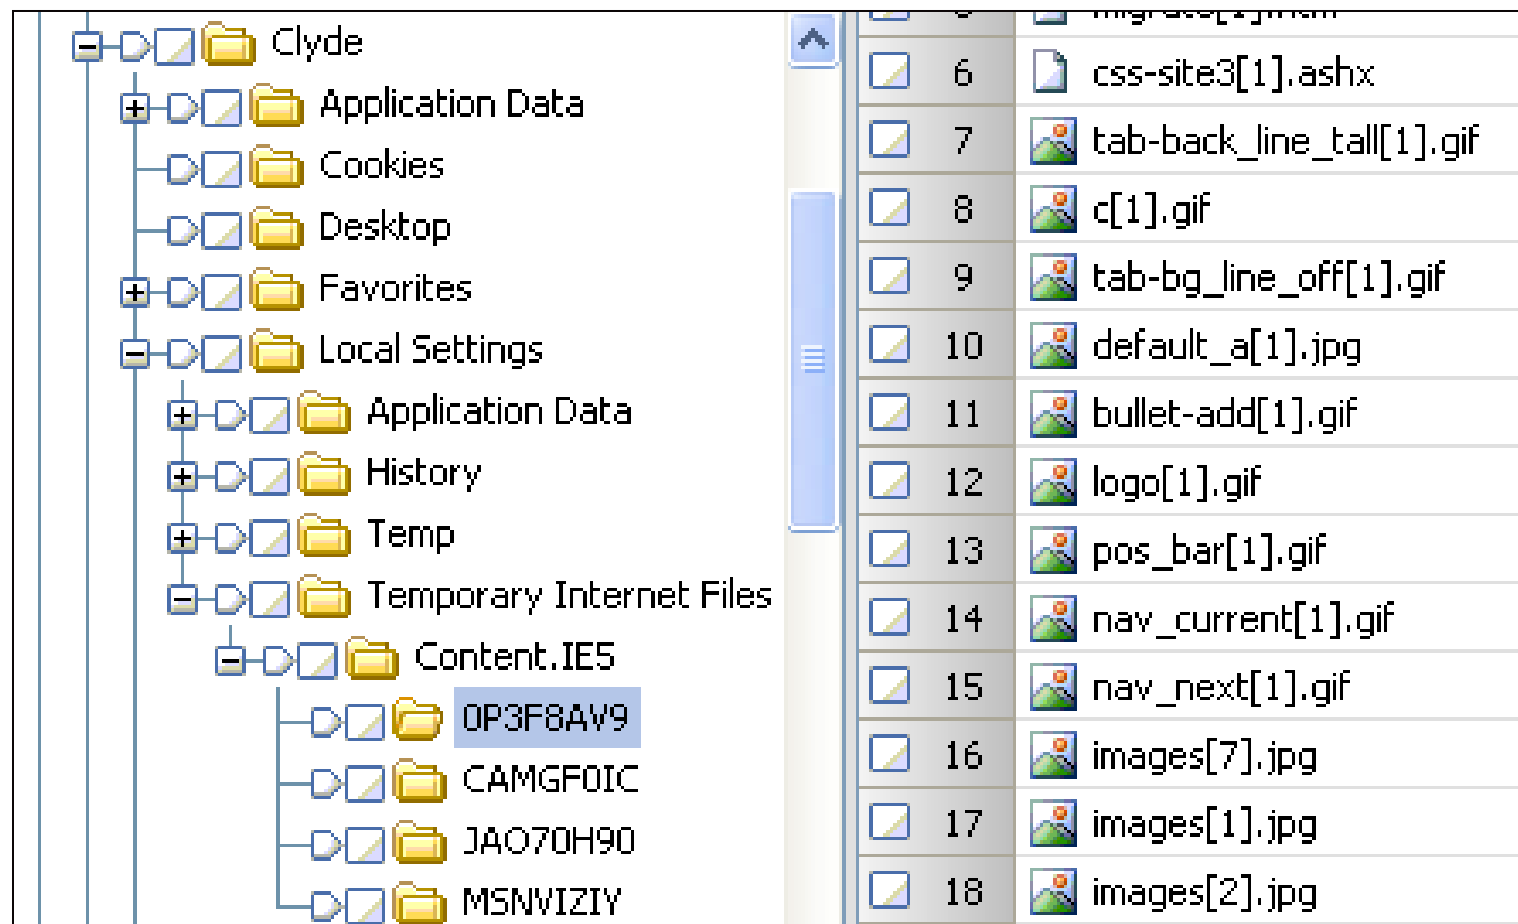 Clyde
Application Data
Cookies
Desktop
Favorites
Local Settings
Application Data
History
Temp
Temporary Internet Files
Content.IE5
0P3F8AV9
CAMGF0IC
JAO70H90
MSNVIZIY
6 css-site3[1].ashx
7 tab-back_line_tall[1].gif
8 c[1].gif
9 tab-bg_line_off[1].gif
10 default_a[1].jpg
11 bullet-add[1].gif
12 logo[1].gif
13 pos_bar[1].gif
14 nav_current[1].gif
15 nav_next[1].gif
16 images[7].jpg
17 images[1].jpg
18 images[2].jpg